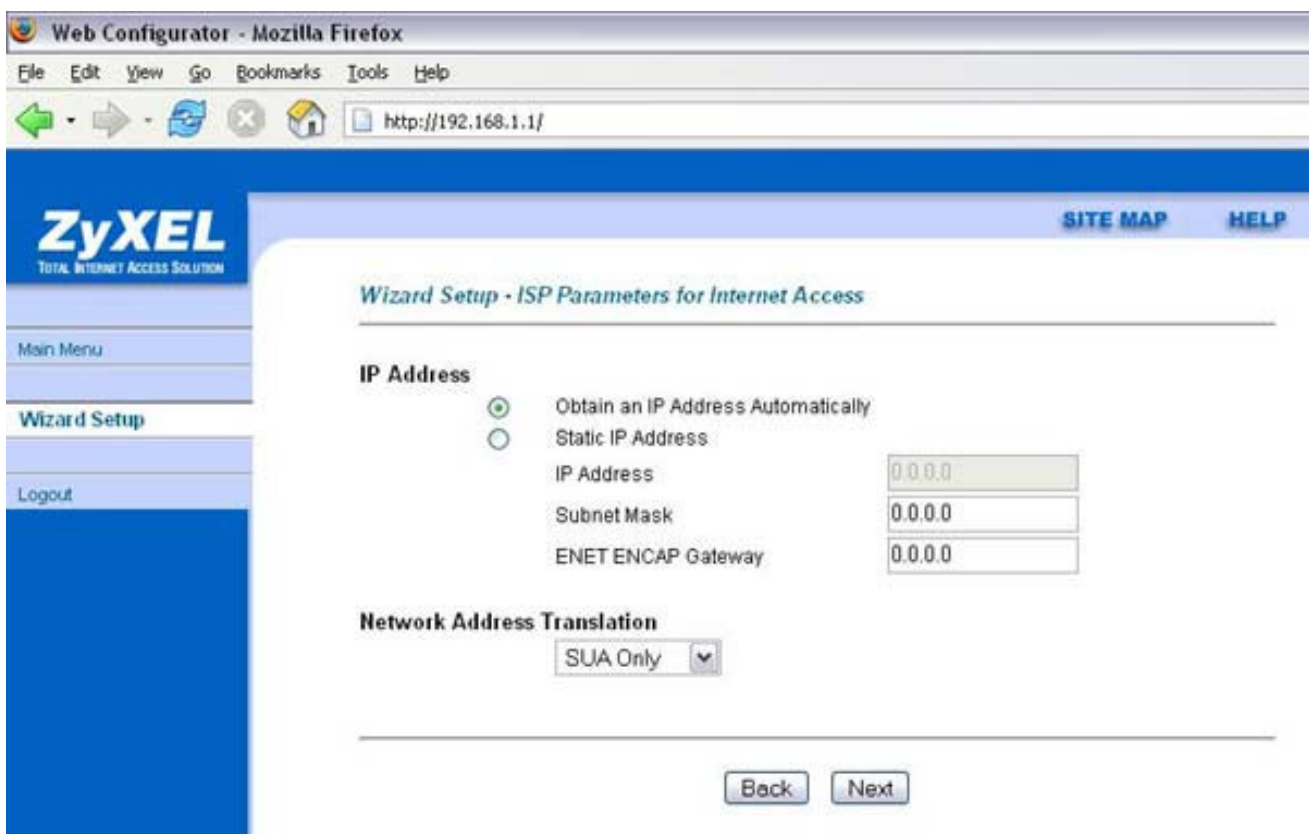 Web Configurator - Mozilla Firefox
File Edit View Go Bookmarks Tools Help
http://192.168.1.1/
ZyXEL
TOTAL INTERNET ACCESS SOLUTION
SITE MAP HELP
Main Menu
Wizard Setup
Logout
Wizard Setup - ISP Parameters for Internet Access
IP Address
Obtain an IP Address Automatically
Static IP Address
IP Address 0.0.0.0
Subnet Mask 0.0.0.0
ENET ENCAP Gateway 0.0.0.0
Network Address Translation
SUA Only
Back Next